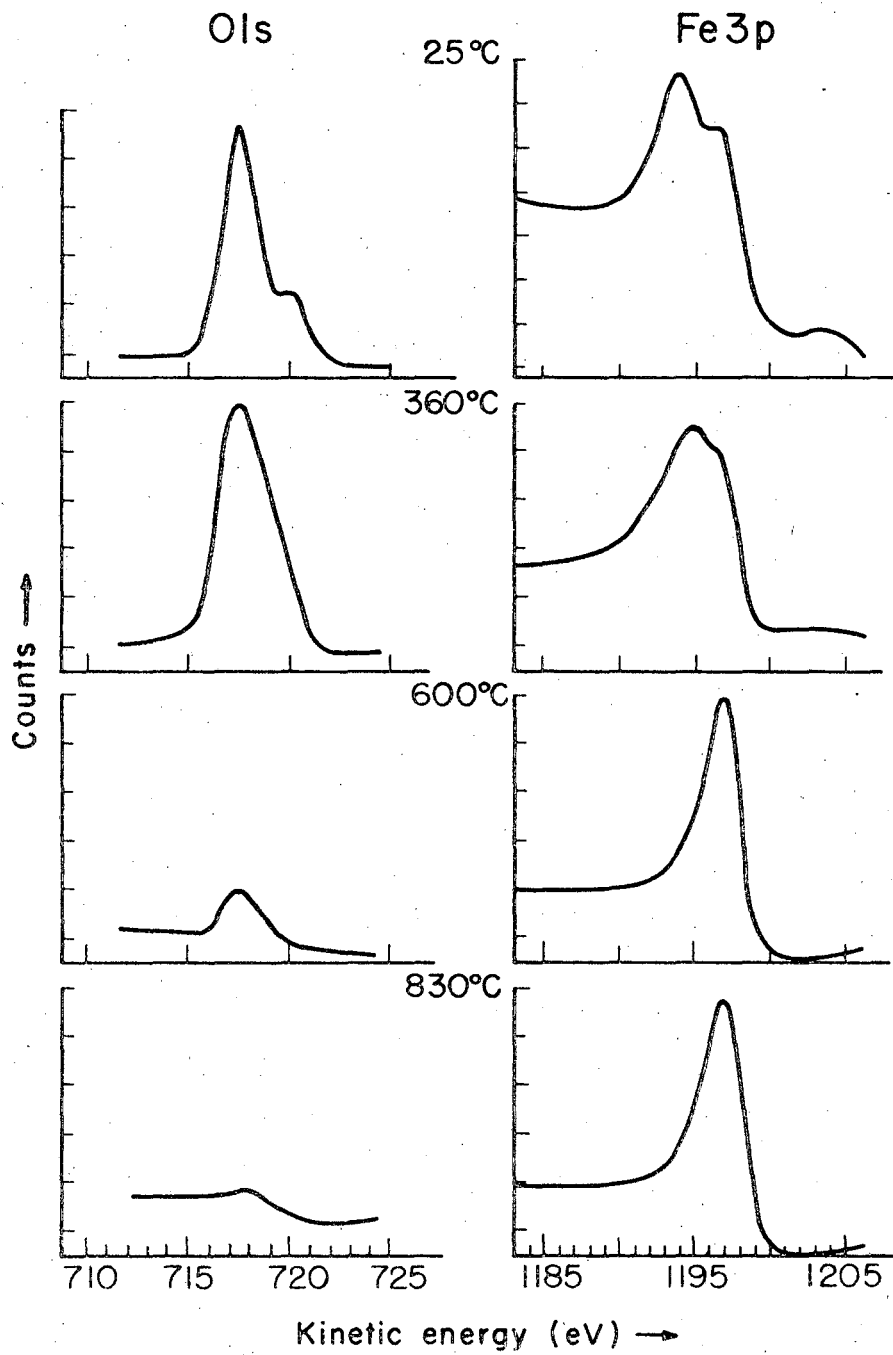 O1s Fe3p
25°C
360°C
600°C
830°C
Counts →
710 715 720 725 1185 1195 1205
Kinetic energy (eV) →